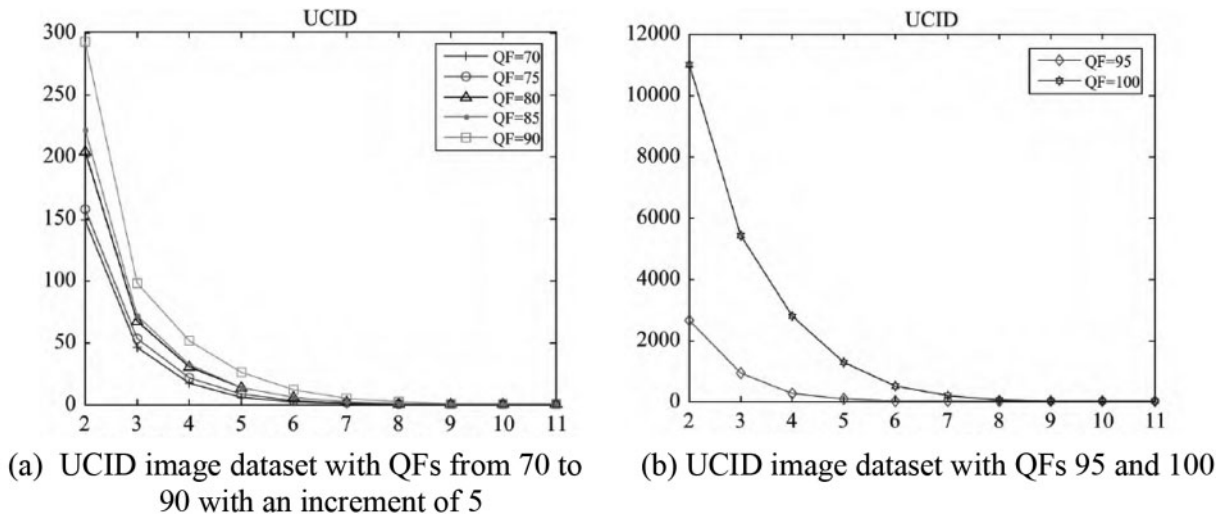 UCID
300
250
200
150
100
50
0
2 3 4 5 6 7 8 9 10 11
QF=70
QF=75
QF=80
QF=85
QF=90
(a) UCID image dataset with QFs from 70 to
90 with an increment of 5
UCID
12000
10000
8000
6000
4000
2000
0
2 3 4 5 6 7 8 9 10 11
QF=95
QF=100
(b) UCID image dataset with QFs 95 and 100